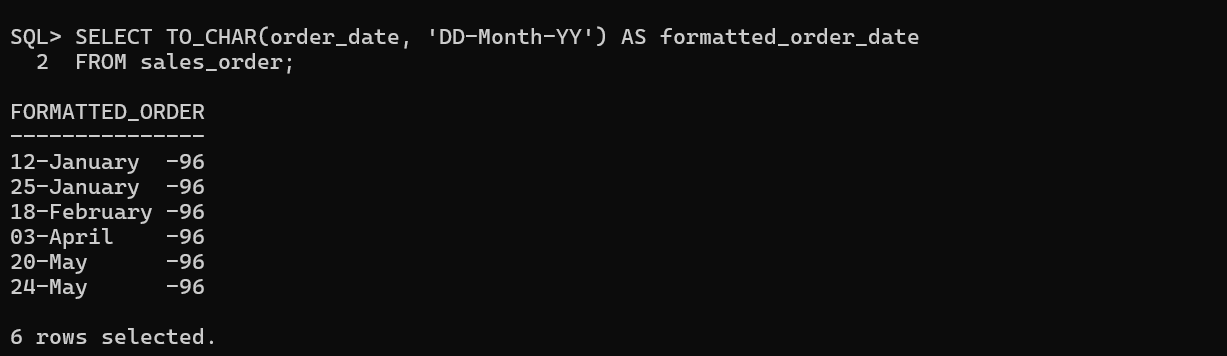 SQL> SELECT TO_CHAR(order_date, 'DD-Month-YY') AS formatted_order_date
  2  FROM sales_order;
FORMATTED_ORDER
---------------
12-January  -96
25-January  -96
18-February -96
03-April    -96
20-May      -96
24-May      -96
6 rows selected.